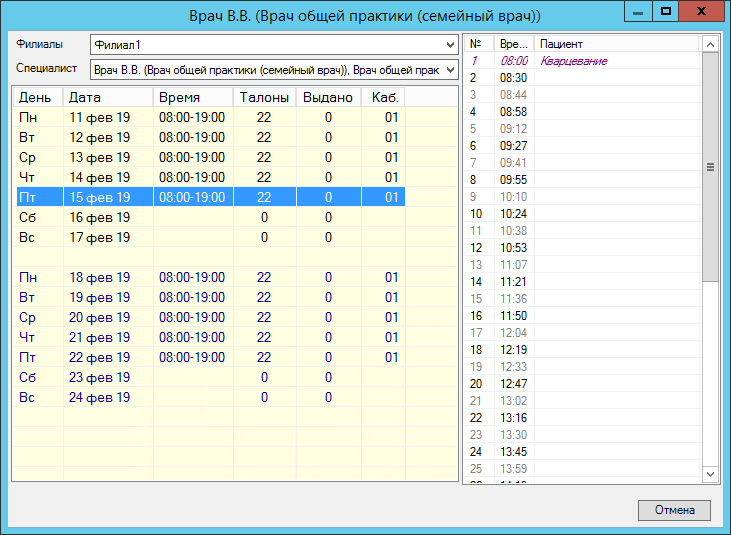 Врач В.В. (Врач общей практики (семейный врач))
Филиалы Филиал1
Специалист Врач В.В. (Врач общей практики (семейный врач)), Врач общей прак
День Дата Время Талоны Выдано Каб.
Пн 11 фев 19 08:00-19:00 22 0 01
Вт 12 фев 19 08:00-19:00 22 0 01
Ср 13 фев 19 08:00-19:00 22 0 01
Чт 14 фев 19 08:00-19:00 22 0 01
Пт 15 фев 19 08:00-19:00 22 0 01
Сб 16 фев 19 0 0
Вс 17 фев 19 0 0
Пн 18 фев 19 08:00-19:00 22 0 01
Вт 19 фев 19 08:00-19:00 22 0 01
Ср 20 фев 19 08:00-19:00 22 0 01
Чт 21 фев 19 08:00-19:00 22 0 01
Пт 22 фев 19 08:00-19:00 22 0 01
Сб 23 фев 19 0 0
Вс 24 фев 19 0 0
№ Вре... Пациент
1 08:00 Кварцевание
2 08:30
3 08:44
4 08:58
5 09:12
6 09:27
7 09:41
8 09:55
9 10:10
10 10:24
11 10:38
12 10:53
13 11:07
14 11:21
15 11:36
16 11:50
17 12:04
18 12:19
19 12:33
20 12:47
21 13:02
22 13:16
23 13:30
24 13:45
25 13:59
Отмена